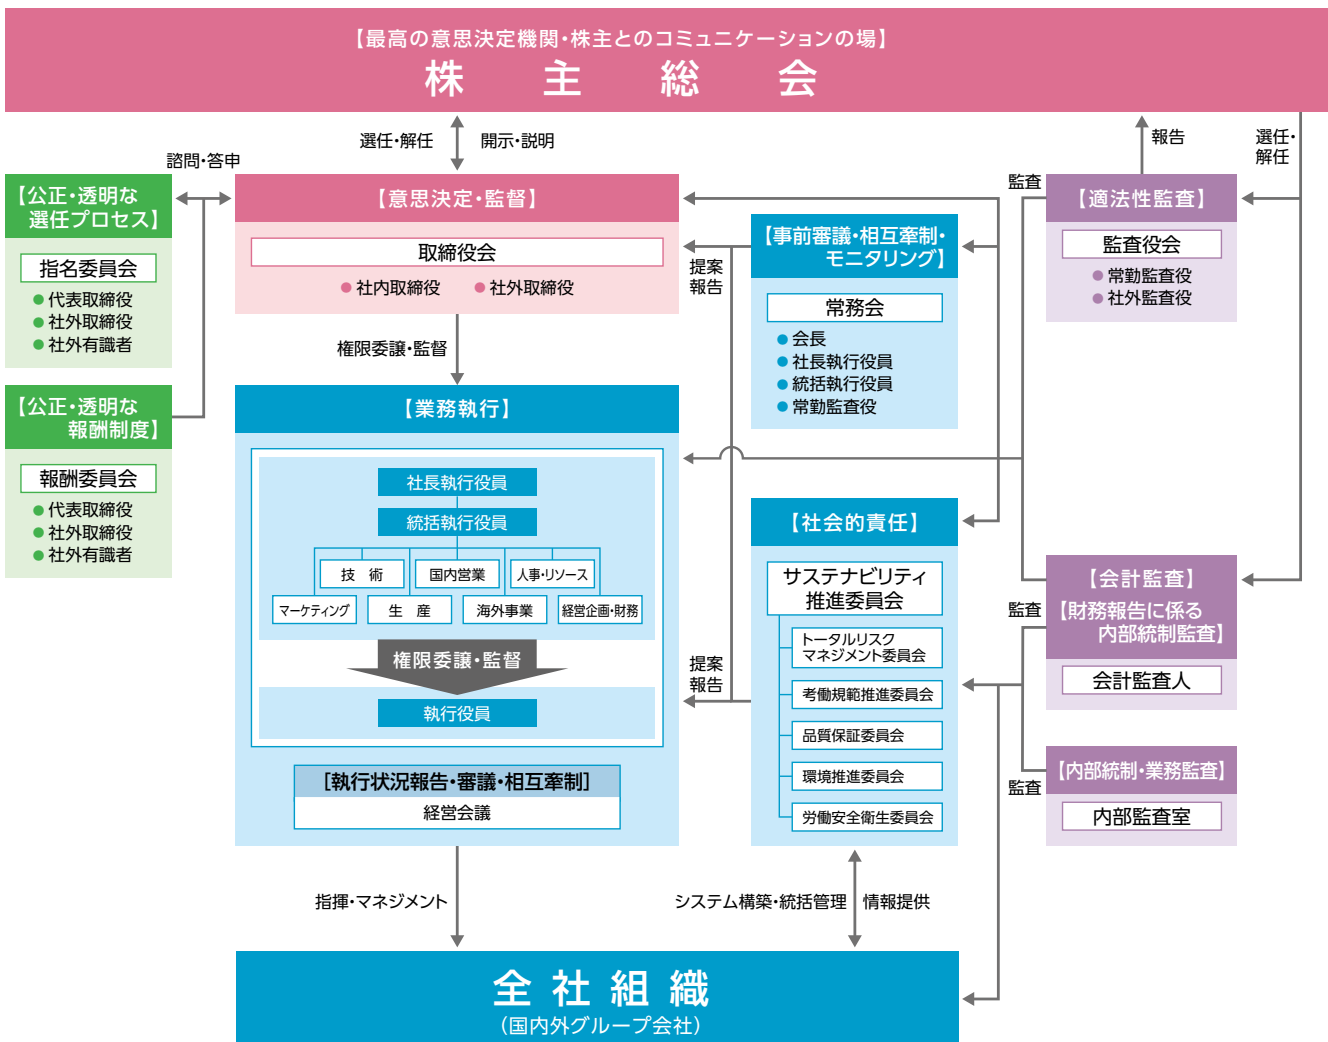 【最高の意思決定機関・株主とのコミュニケーションの場】
株主総会
選任・解任
開示・説明
報告
選任・
解任
諮問・答申
【公正・透明な
選任プロセス】
指名委員会
●代表取締役
●社外取締役
●社外有識者
【公正・透明な
報酬制度】
報酬委員会
●代表取締役
●社外取締役
●社外有識者
【意思決定・監督】
取締役会
●社内取締役
●社外取締役
権限委譲・監督
提案
報告
【事前審議・相互牽制・
モニタリング】
常務会
●会長
●社長執行役員
●統括執行役員
●常勤監査役
監査
【適法性監査】
監査役会
●常勤監査役
●社外監査役
【業務執行】
社長執行役員
統括執行役員
技術
国内営業
人事・リソース
マーケティング
生産
海外事業
経営企画・財務
権限委譲・監督
執行役員
[執行状況報告・審議・相互牽制]
経営会議
提案
報告
【社会的責任】
サステナビリティ
推進委員会
トータルリスク
マネジメント委員会
考働規範推進委員会
品質保証委員会
環境推進委員会
労働安全衛生委員会
監査
【会計監査】
【財務報告に係る
内部統制監査】
会計監査人
監査
【内部統制・業務監査】
内部監査室
指揮・マネジメント
システム構築・統括管理
情報提供
全社組織
(国内外グループ会社)